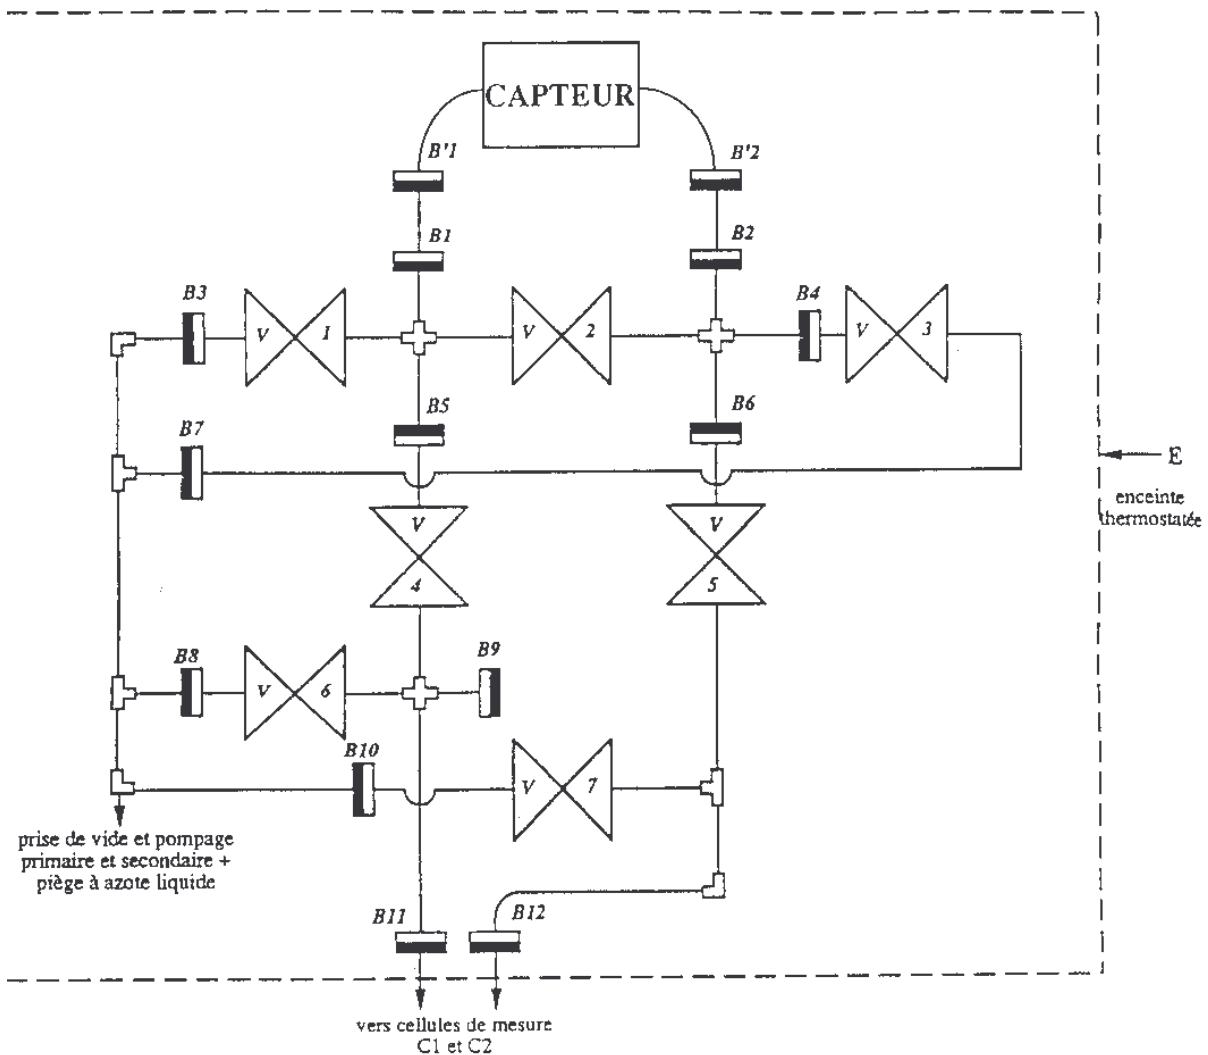 CAPTEUR
B'1
B'2
B1
B2
B3
V 1
V 2
B4
V 3
B5
B6
B7
E
enceinte
thermostatée
V
4
V
5
B8
V 6
B9
B10
V 7
prise de vide et pompage
primaire et secondaire +
piège à azote liquide
B11
B12
vers cellules de mesure
C1 et C2